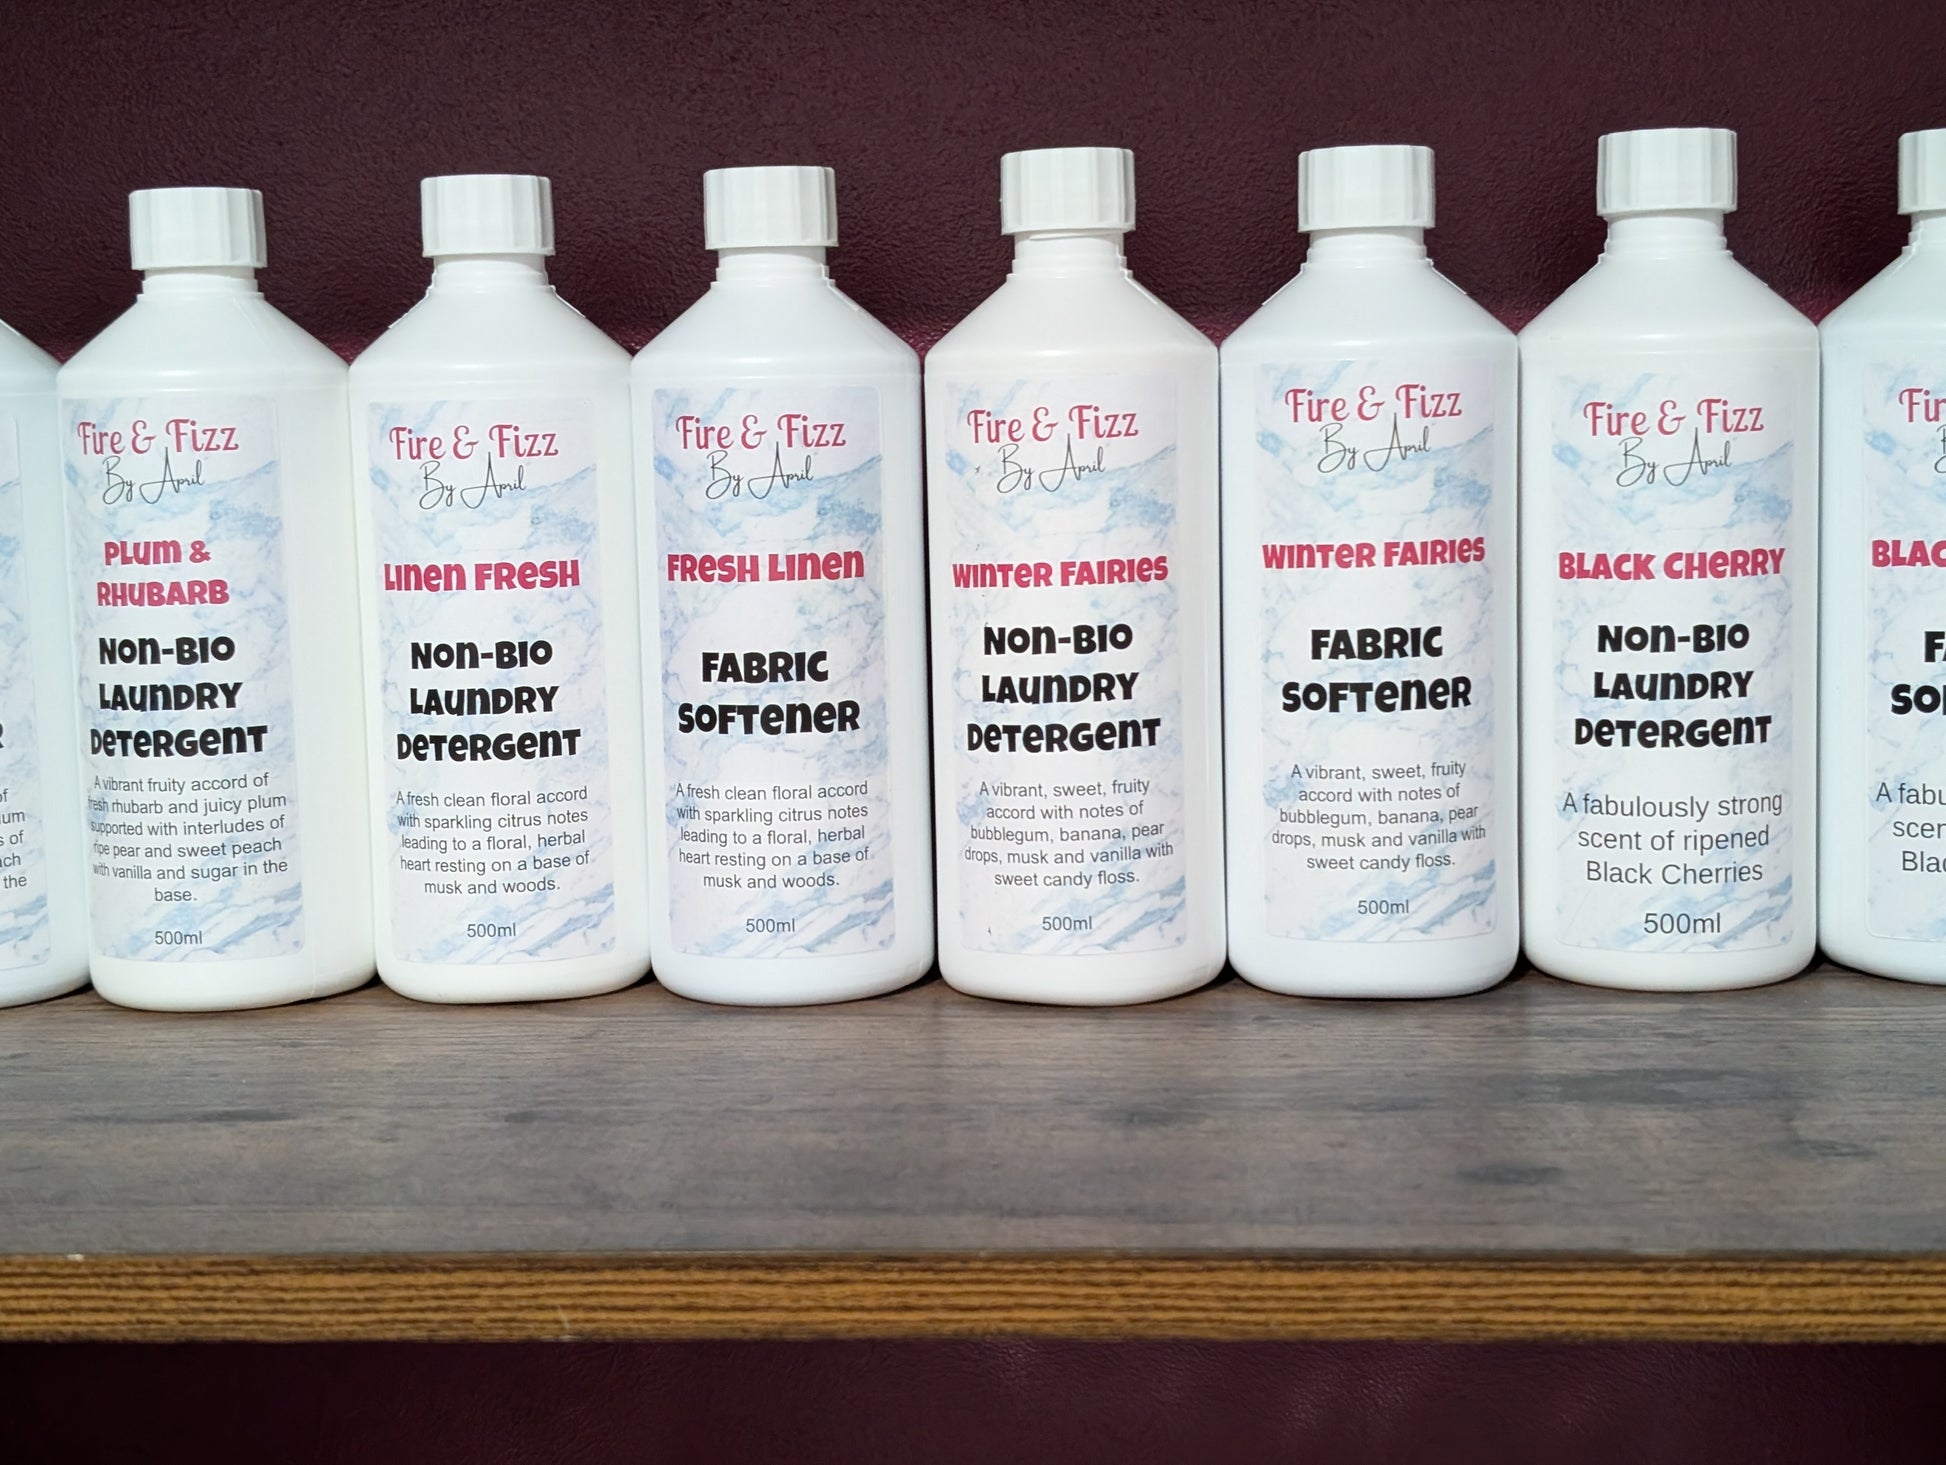 Fire & Fizz
By April
PLUM &
RHUBARB
NON-BIO
LAUNDRY
DETERGENT
A vibrant fruity accord of
fresh rhubarb and juicy plum
supported with interludes of
ripe pear and sweet peach
with vanilla and sugar in the
base.
500ml
Fire & Fizz
By April
LINEN FRESH
NON-BIO
LAUNDRY
DETERGENT
A fresh clean floral accord
with sparkling citrus notes
leading to a floral, herbal
heart resting on a base of
musk and woods.
500ml
Fire & Fizz
By April
FRESH LINEN
FABRIC
SOFTENER
A fresh clean floral accord
with sparkling citrus notes
leading to a floral, herbal
heart resting on a base of
musk and woods.
500ml
Fire & Fizz
By April
WINTER FAIRIES
NON-BIO
LAUNDRY
DETERGENT
A vibrant, sweet, fruity
accord with notes of
bubblegum, banana, pear
drops, musk and vanilla with
sweet candy floss.
500ml
Fire & Fizz
By April
WINTER FAIRIES
FABRIC
SOFTENER
A vibrant, sweet, fruity
accord with notes of
bubblegum, banana, pear
drops, musk and vanilla with
sweet candy floss.
500ml
Fire & Fizz
By April
BLACK CHERRY
NON-BIO
LAUNDRY
DETERGENT
A fabulously strong
scent of ripened
Black Cherries
500ml